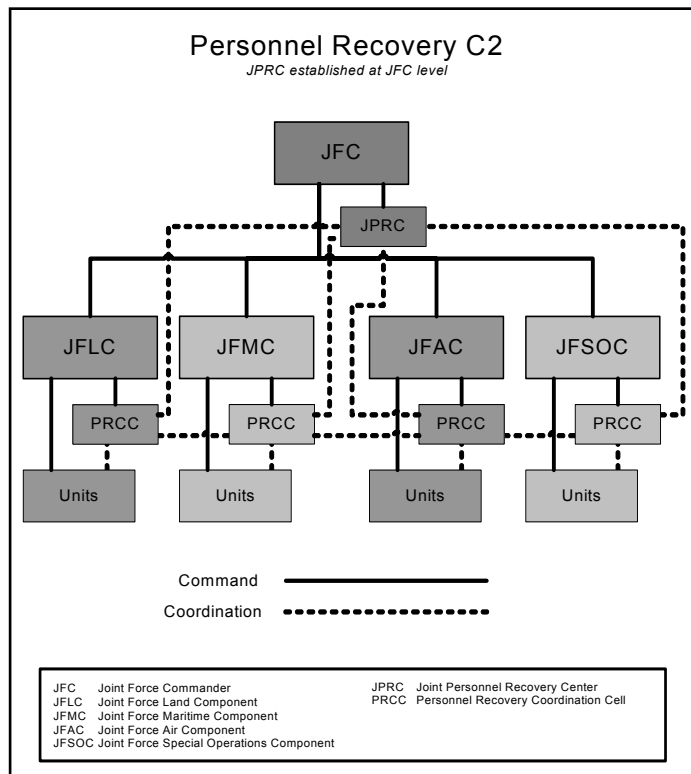 Personnel Recovery C2
JPRC established at JFC level
JFC
JPRC
JFLC
JFMC
JFAC
JFSOC
PRCC
PRCC
PRCC
PRCC
Units
Units
Units
Units
Command
Coordination
JFC Joint Force Commander
JFLC Joint Force Land Component
JFMC Joint Force Maritime Component
JFAC Joint Force Air Component
JFSOC Joint Force Special Operations Component
JPRC Joint Personnel Recovery Center
PRCC Personnel Recovery Coordination Cell